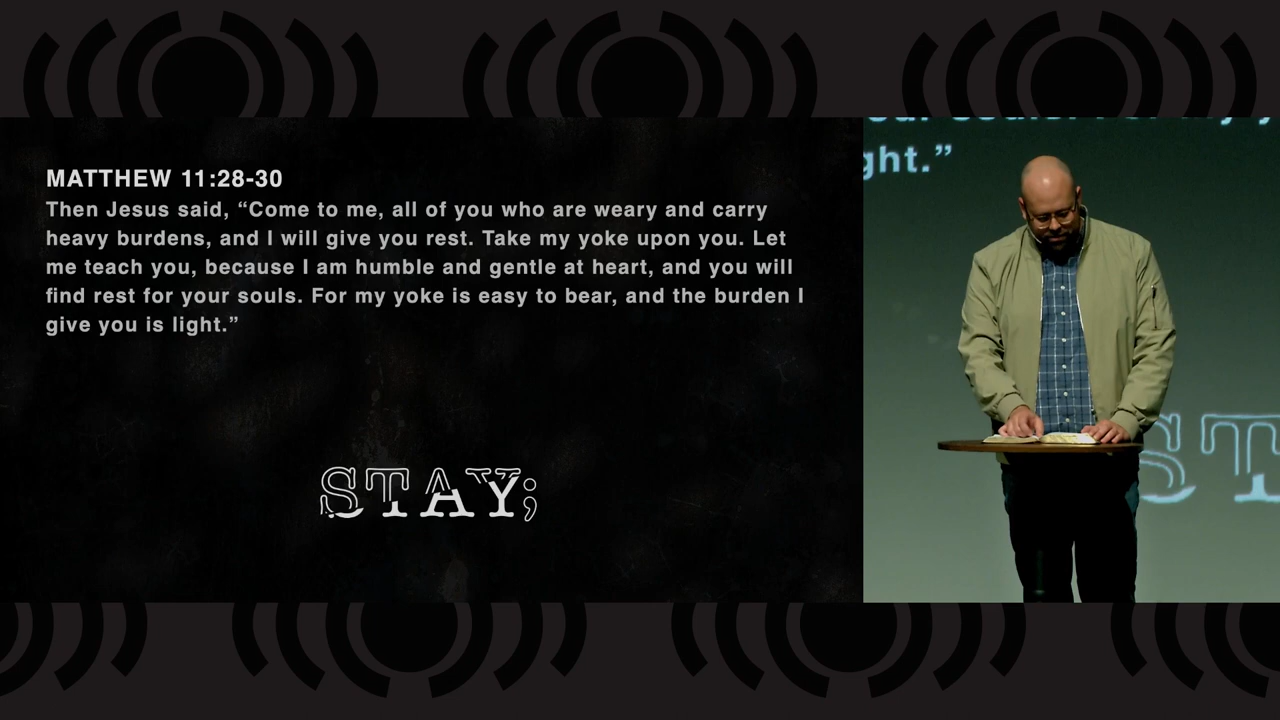 MATTHEW 11:28-30
Then Jesus said, “Come to me, all of you who are weary and carry
heavy burdens, and I will give you rest. Take my yoke upon you. Let
me teach you, because I am humble and gentle at heart, and you will
find rest for your souls. For my yoke is easy to bear, and the burden I
give you is light.”
STAY;
ght.”
ST